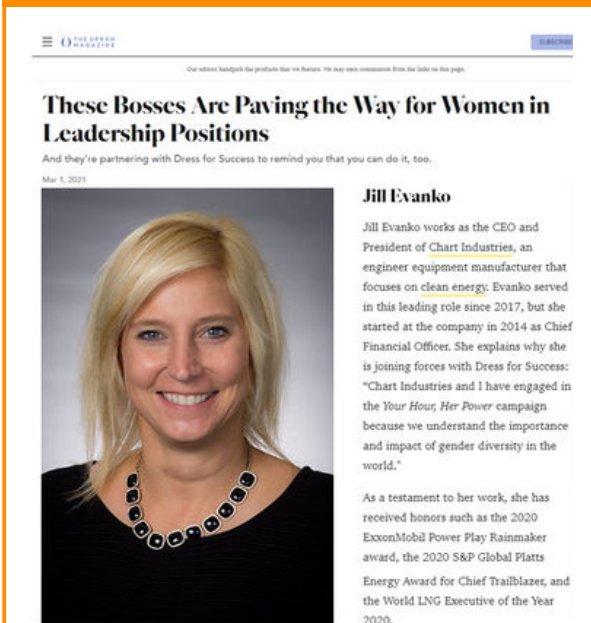 O THE OPRAH
MAGAZINE
SUBSCRIBE
Our editors handpick the products that we feature. We may earn commission from the links on this page.
These Bosses Are Paving the Way for Women in
Leadership Positions
And they're partnering with Dress for Success to remind you that you can do it, too.
Mar 1, 2021
Jill Evanko
Jill Evanko works as the CEO and
President of Chart Industries, an
engineer equipment manufacturer that
focuses on clean energy. Evanko served
in this leading role since 2017, but she
started at the company in 2014 as Chief
Financial Officer. She explains why she
is joining forces with Dress for Success:
"Chart Industries and I have engaged in
the Your Hour, Her Power campaign
because we understand the importance
and impact of gender diversity in the
world."
As a testament to her work, she has
received honors such as the 2020
ExxonMobil Power Play Rainmaker
award, the 2020 S&P Global Platts
Energy Award for Chief Trailblazer, and
the World LNG Executive of the Year
2020.